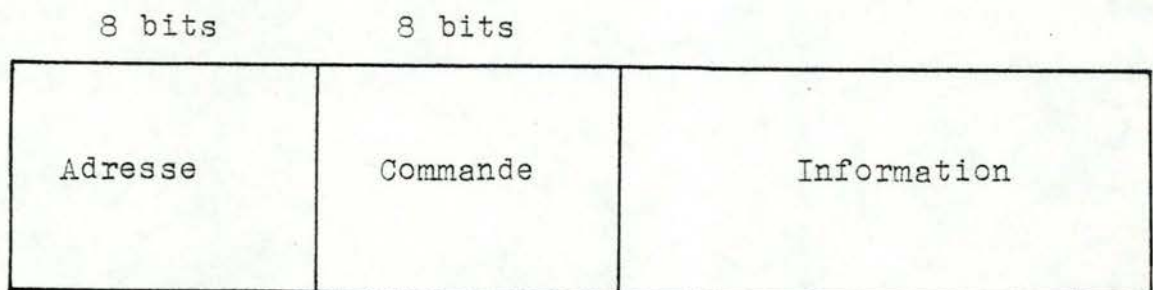 8 bits 8 bits
Adresse Commande Information